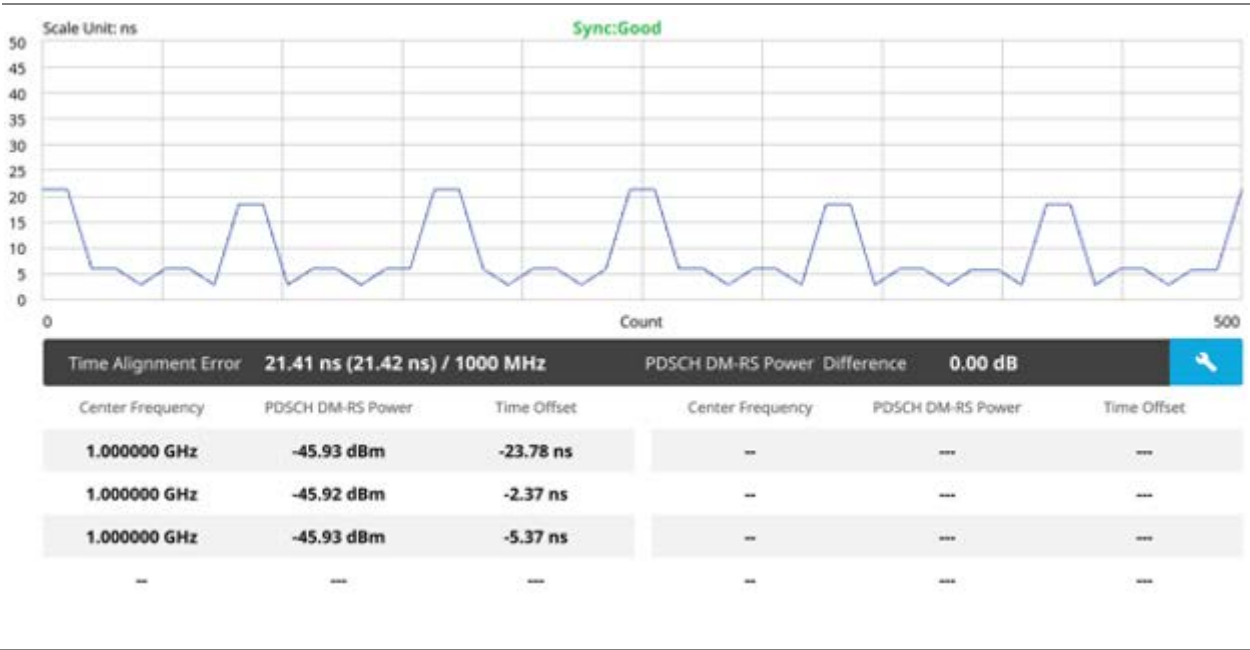 Scale Unit: ns Sync:Good
50
45
40
35
30
25
20
15
10
5
0
0 Count 500
Time Alignment Error 21.41 ns (21.42 ns) / 1000 MHz PDSCH DM-RS Power Difference 0.00 dB
Center Frequency PDSCH DM-RS Power Time Offset Center Frequency PDSCH DM-RS Power Time Offset
1.000000 GHz -45.93 dBm -23.78 ns -- --- ---
1.000000 GHz -45.92 dBm -2.37 ns -- --- ---
1.000000 GHz -45.93 dBm -5.37 ns -- --- ---
-- --- --- -- --- ---